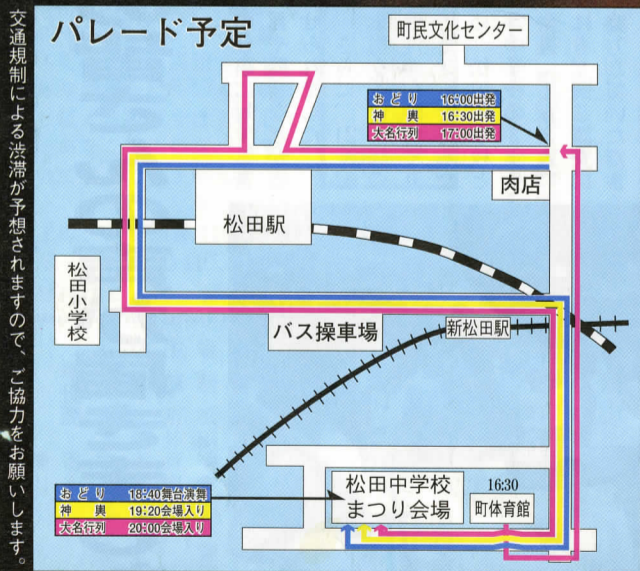 交通規制による渋滞が予想されますので、ご協力をお願いします。
パレード予定
町民文化センター
おどり 16:00出発
神輿 16:30出発
大名行列 17:00出発
肉店
松田駅
松田小学校
バス操車場
新松田駅
おどり 18:40舞台演舞
神輿 19:20会場入り
大名行列 20:00会場入り
松田中学校
まつり会場
16:30
町体育館